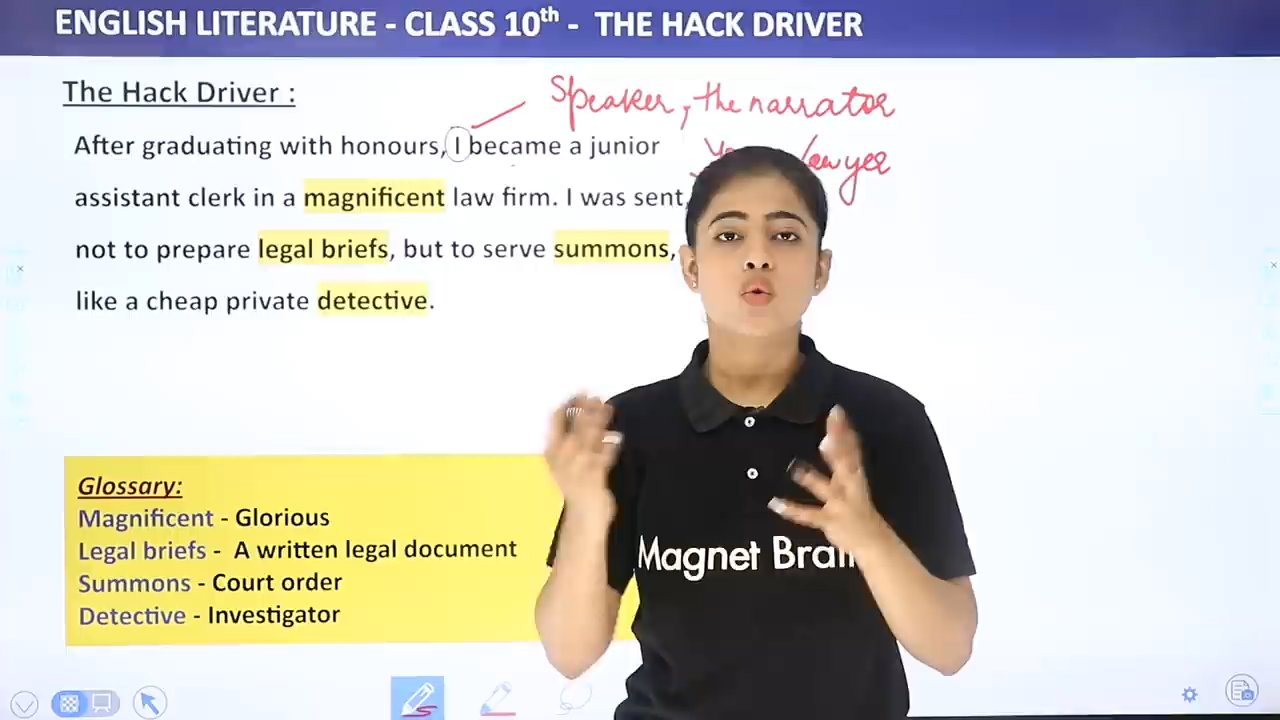 ENGLISH LITERATURE - CLASS 10th - THE HACK DRIVER
The Hack Driver :
Speaker, the narrator
lawyer
After graduating with honours, I became a junior
assistant clerk in a magnificent law firm. I was sent,
not to prepare legal briefs, but to serve summons,
like a cheap private detective.
Glossary:
Magnificent - Glorious
Legal briefs - A written legal document
Summons - Court order
Detective - Investigator
Magnet Brain